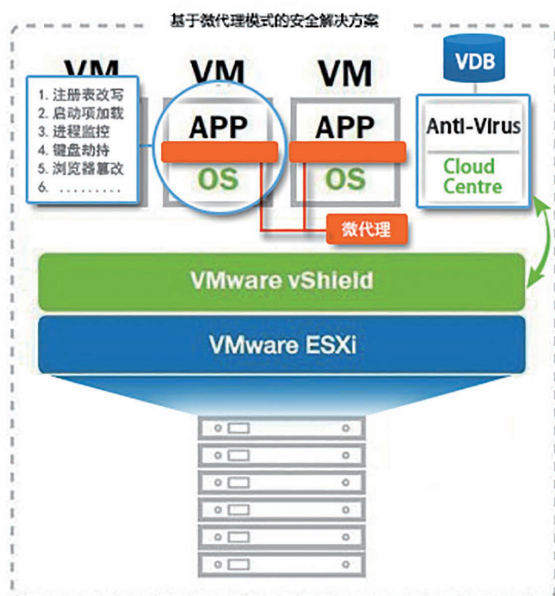 基于微代理模式的安全解决方案
VM VM VM
VDB
1. 注册表改写
2. 启动项加载
3. 进程监控
4. 键盘劫持
5. 浏览器篡改
6. .........
APP
OS
APP
OS
Anti-Virus
Cloud
Centre
微代理
VMware vShield
VMware ESXi